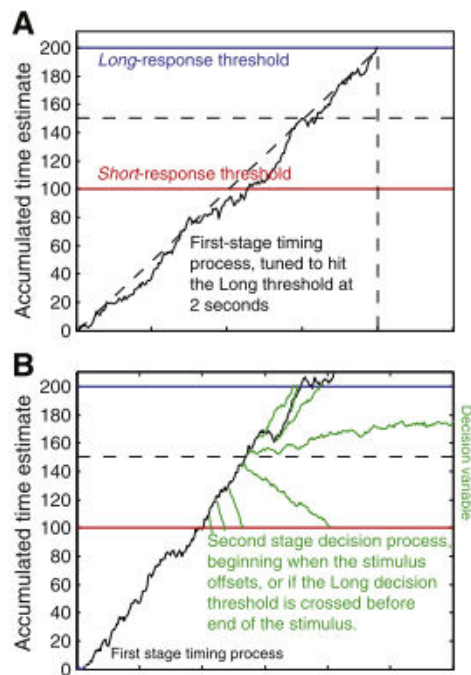 A
200
180
160
140
120
100
80
60
40
20
0
Accumulated time estimate
Long-response threshold
Short-response threshold
First-stage timing
process, tuned to hit
the Long threshold at
2 seconds
B
200
180
160
140
120
100
80
60
40
20
0
Accumulated time estimate
Decision variable
Second stage decision process,
beginning when the stimulus
offsets, or if the Long decision
threshold is crossed before
end of the stimulus.
First stage timing process